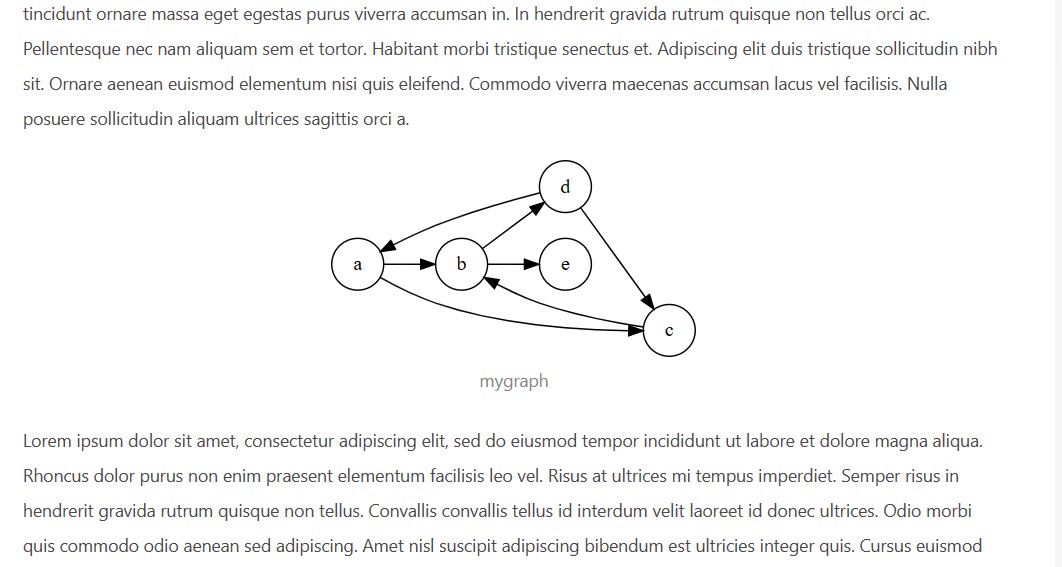 tincidunt ornare massa eget egestas purus viverra accumsan in. In hendrerit gravida rutrum quisque non tellus orci ac.
Pellentesque nec nam aliquam sem et tortor. Habitant morbi tristique senectus et. Adipiscing elit duis tristique sollicitudin nibh
sit. Ornare aenean euismod elementum nisi quis eleifend. Commodo viverra maecenas accumsan lacus vel facilisis. Nulla
posuere sollicitudin aliquam ultrices sagittis orci a.
d
a b e
c
mygraph
Lorem ipsum dolor sit amet, consectetur adipiscing elit, sed do eiusmod tempor incididunt ut labore et dolore magna aliqua.
Rhoncus dolor purus non enim praesent elementum facilisis leo vel. Risus at ultrices mi tempus imperdiet. Semper risus in
hendrerit gravida rutrum quisque non tellus. Convallis convallis tellus id interdum velit laoreet id donec ultrices. Odio morbi
quis commodo odio aenean sed adipiscing. Amet nisl suscipit adipiscing bibendum est ultricies integer quis. Cursus euismod